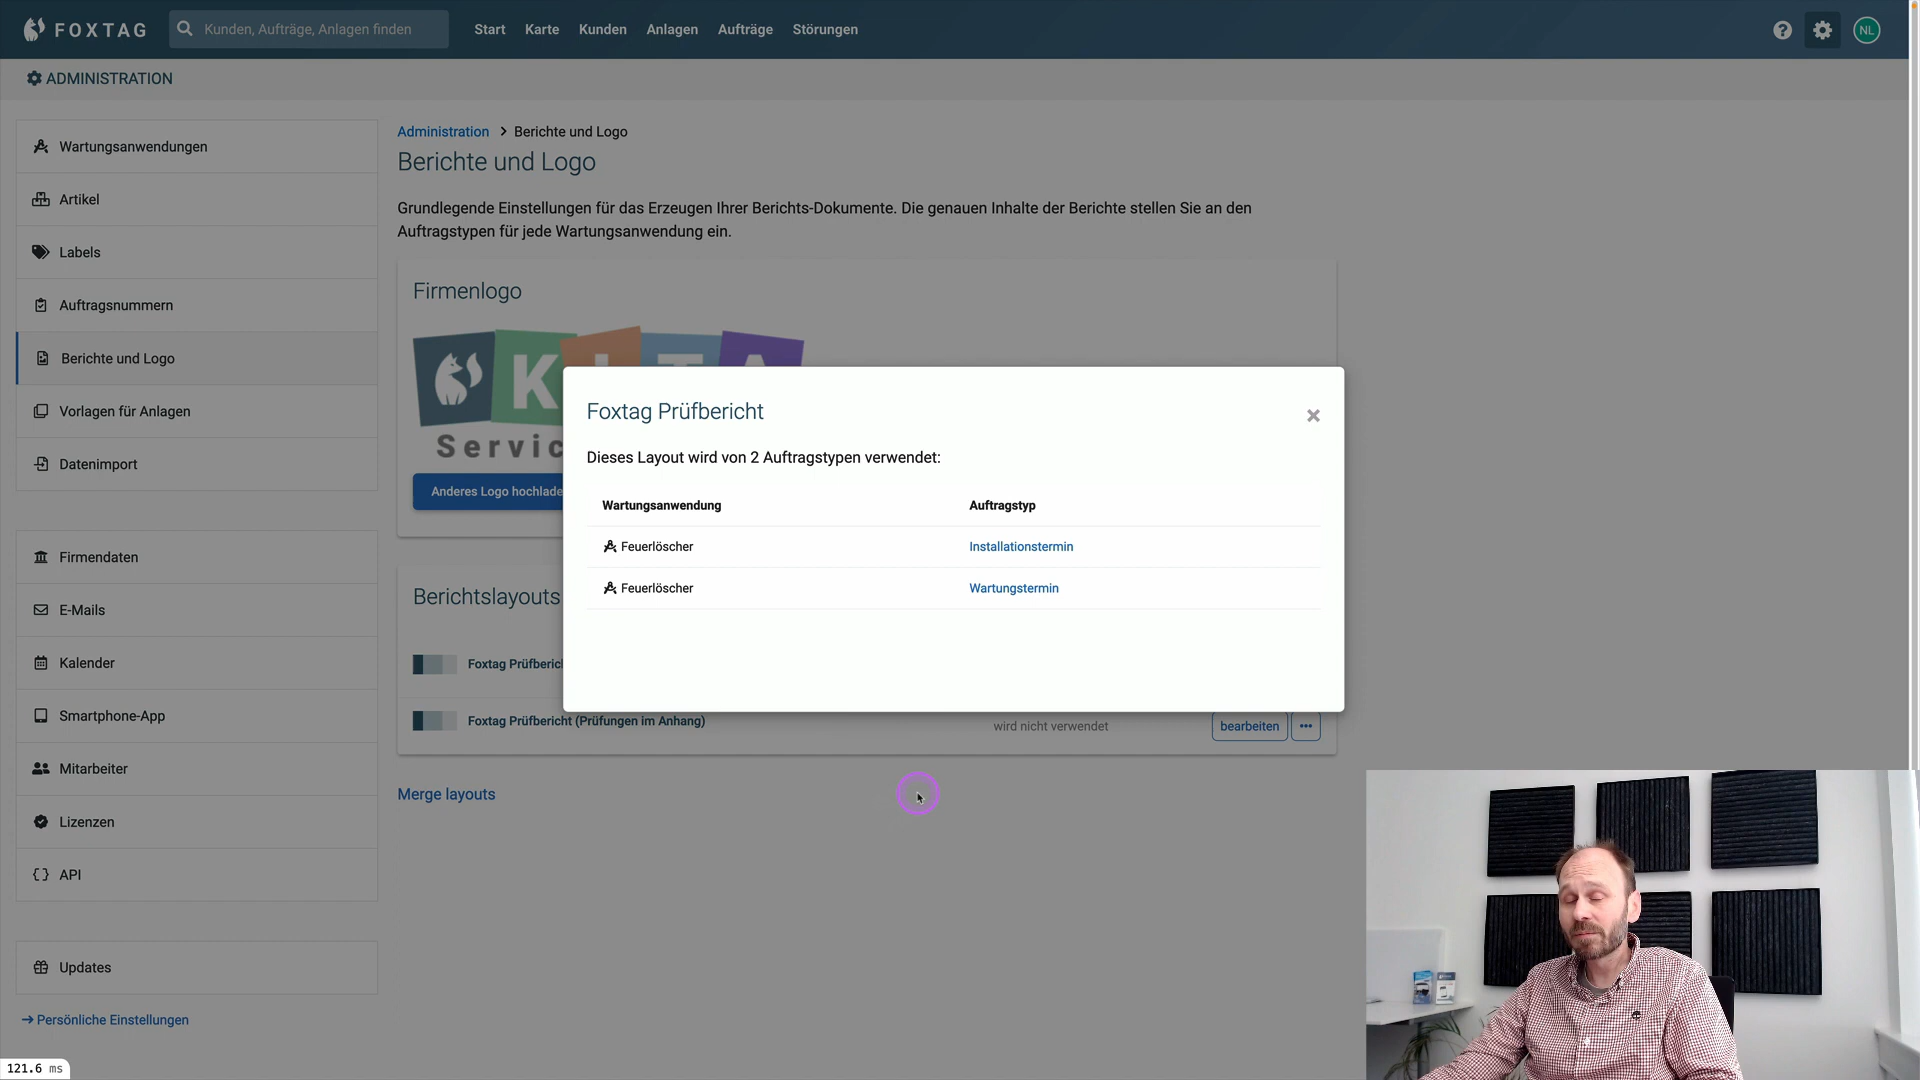 FOXTAG
Kunden, Aufträge, Anlagen finden
Start
Karte
Kunden
Anlagen
Aufträge
Störungen
NL
ADMINISTRATION
Wartungsanwendungen
Artikel
Labels
Auftragsnummern
Berichte und Logo
Vorlagen für Anlagen
Datenimport
Firmendaten
E-Mails
Kalender
Smartphone-App
Mitarbeiter
Lizenzen
API
Updates
Persönliche Einstellungen
121.6 ms
Administration > Berichte und Logo
Berichte und Logo
Grundlegende Einstellungen für das Erzeugen Ihrer Berichts-Dokumente. Die genauen Inhalte der Berichte stellen Sie an den
Auftragstypen für jede Wartungsanwendung ein.
Firmenlogo
Anderes Logo hochlade
Berichtslayouts
Foxtag Prüfbericht (Prüfungen im Anhang)
wird nicht verwendet
bearbeiten
Merge layouts
Foxtag Prüfbericht
Dieses Layout wird von 2 Auftragstypen verwendet:
Wartungsanwendung
Auftragstyp
Feuerlöscher
Installationstermin
Feuerlöscher
Wartungstermin